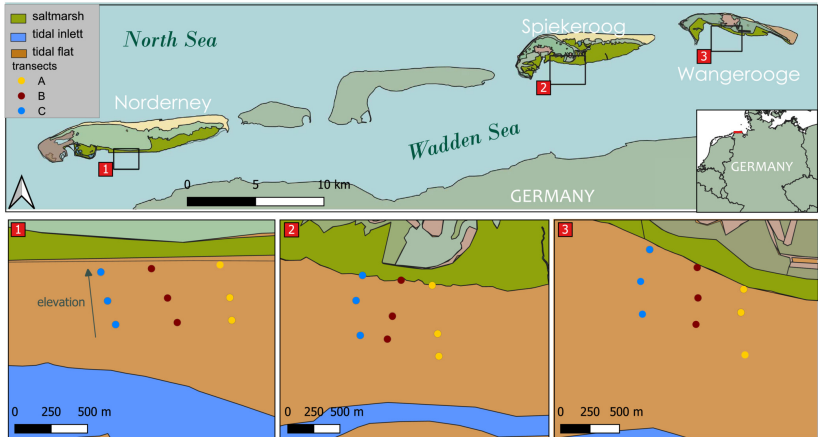 saltmarsh
tidal inlett
tidal flat
transects
A
B
C
North Sea
Norderney
Spiekeroog
Wangerooge
Wadden Sea
1
2
3
0 5 10 km
GERMANY
GERMANY
1
elevation
0 250 500 m
2
0 250 500 m
3
0 250 500 m